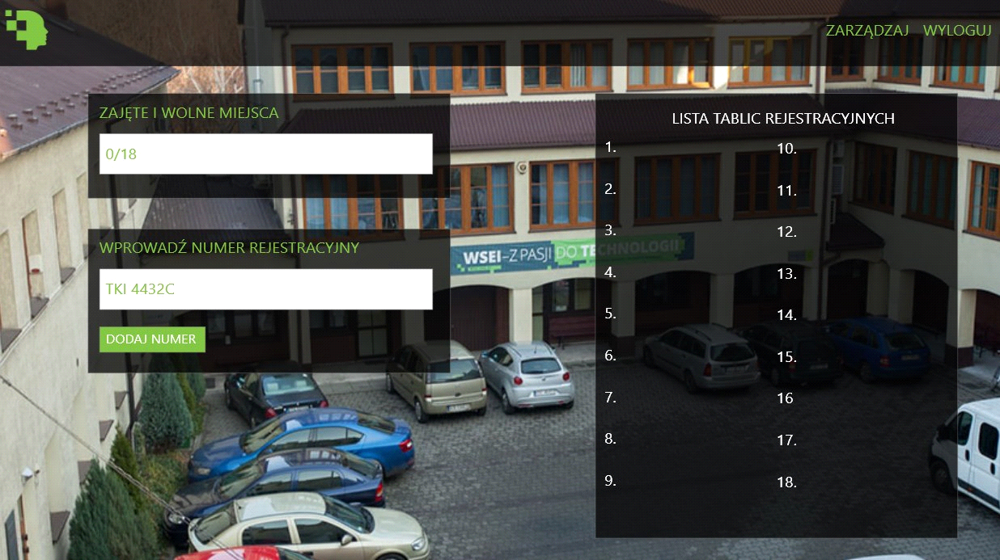 ZARZĄDZAJ WYLOGUJ
ZAJĘTE I WOLNE MIEJSCA
0/18
WPROWADŹ NUMER REJESTRACYJNY
TKI 4432C
DODAJ NUMER
WSEI–Z PASJI DO TECHNOLOGII
LISTA TABLIC REJESTRACYJNYCH
1.
2.
3.
4.
5.
6.
7.
8.
9.
10.
11.
12.
13.
14.
15.
16
17.
18.